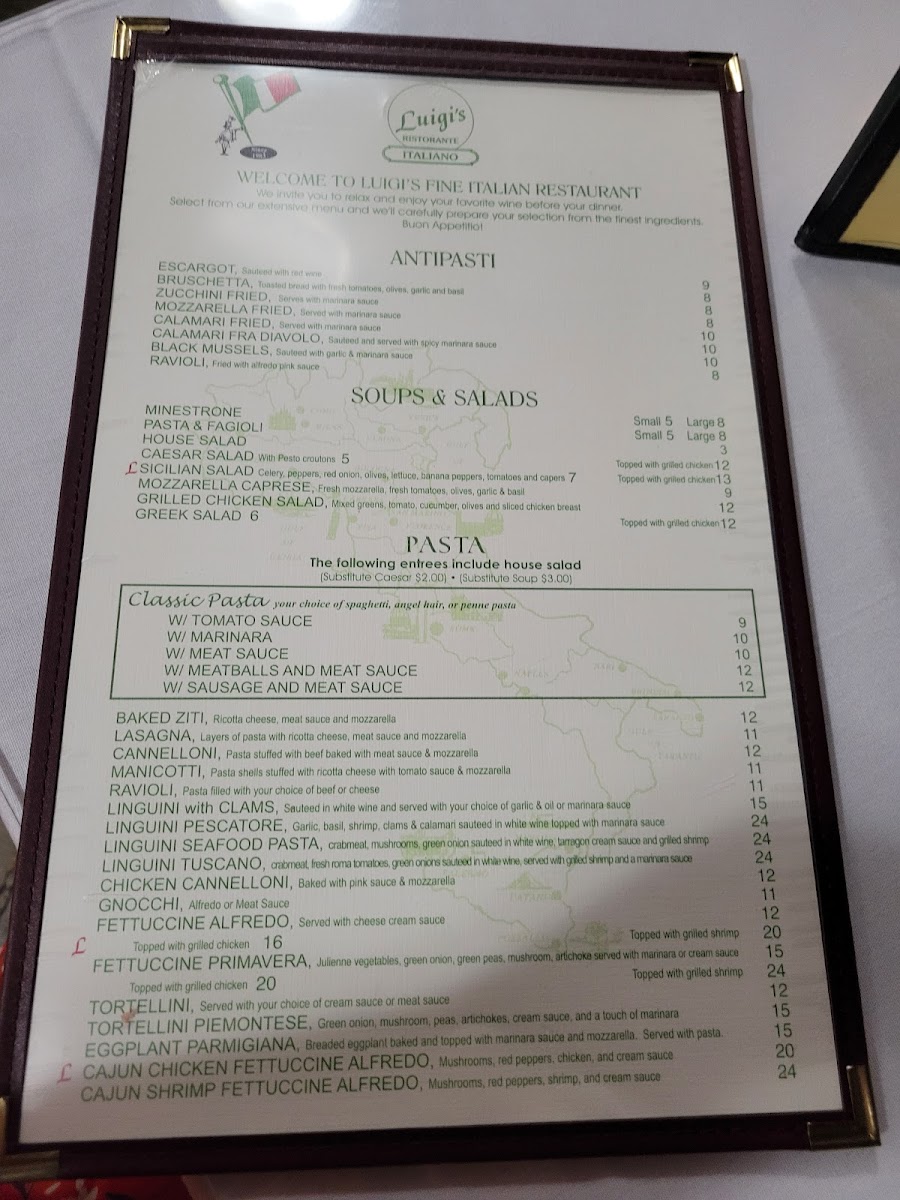 Luigi's
RISTORANTE
ITALIANO
WELCOME TO LUIGI'S FINE ITALIAN RESTAURANT
We invite you to relax and enjoy your favorite wine before your dinner.
Select from our extensive menu and we'll carefully prepare your selection from the finest ingredients.
Buon Appetitio!
ANTIPASTI
ESCARGOT, Sauteed with red wine 9
BRUSCHETTA, Toasted bread with fresh tomatoes, olives, garlic and basil 8
ZUCCHINI FRIED, Serves with marinara sauce 8
MOZZARELLA FRIED, Served with marinara sauce 8
CALAMARI FRIED, Served with marinara sauce 10
CALAMARI FRA DIAVOLO, Sauteed and served with spicy marinara sauce 10
BLACK MUSSELS, Sauteed with garlic & marinara sauce 10
RAVIOLI, Fried with alfredo pink sauce 8
SOUPS & SALADS
MINESTRONE Small 5 Large 8
PASTA & FAGIOLI Small 5 Large 8
HOUSE SALAD 3
CAESAR SALAD With Pesto croutons 5 Topped with grilled chicken 12
L SICILIAN SALAD Celery, peppers, red onion, olives, lettuce, banana peppers, tomatoes and capers 7 Topped with grilled chicken 13
MOZZARELLA CAPRESE, Fresh mozzarella, fresh tomatoes, olives, garlic & basil 9
GRILLED CHICKEN SALAD, Mixed greens, tomato, cucumber, olives and sliced chicken breast 12
GREEK SALAD 6 Topped with grilled chicken 12
PASTA
The following entrees include house salad
(Substitute Caesar $2.00) • (Substitute Soup $3.00)
Classic Pasta your choice of spaghetti, angel hair, or penne pasta
W/ TOMATO SAUCE 9
W/ MARINARA 10
W/ MEAT SAUCE 10
W/ MEATBALLS AND MEAT SAUCE 12
W/ SAUSAGE AND MEAT SAUCE 12
BAKED ZITI, Ricotta cheese, meat sauce and mozzarella 12
LASAGNA, Layers of pasta with ricotta cheese, meat sauce and mozzarella 11
CANNELLONI, Pasta stuffed with beef baked with meat sauce & mozzarella 12
MANICOTTI, Pasta shells stuffed with ricotta cheese with tomato sauce & mozzarella 11
RAVIOLI, Pasta filled with your choice of beef or cheese 11
LINGUINI with CLAMS, Sauteed in white wine and served with your choice of garlic & oil or marinara sauce 15
LINGUINI PESCATORE, Garlic, basil, shrimp, clams & calamari sauteed in white wine topped with marinara sauce 24
LINGUINI SEAFOOD PASTA, crabmeat, mushrooms, green onion sauteed in white wine, tarragon cream sauce and grilled shrimp 24
LINGUINI TUSCANO, crabmeat, fresh roma tomatoes, green onions sauteed in white wine, served with grilled shrimp and a marinara sauce 24
CHICKEN CANNELLONI, Baked with pink sauce & mozzarella 12
GNOCCHI, Alfredo or Meat Sauce 11
FETTUCCINE ALFREDO, Served with cheese cream sauce 12
L Topped with grilled chicken 16 Topped with grilled shrimp 20
FETTUCCINE PRIMAVERA, Julienne vegetables, green onion, green peas, mushroom, artichoke served with marinara or cream sauce 15
Topped with grilled chicken 20 Topped with grilled shrimp 24
TORTELLINI, Served with your choice of cream sauce or meat sauce 12
TORTELLINI PIEMONTESE, Green onion, mushroom, peas, artichokes, cream sauce, and a touch of marinara 15
EGGPLANT PARMIGIANA, Breaded eggplant baked and topped with marinara sauce and mozzarella. Served with pasta. 15
L CAJUN CHICKEN FETTUCCINE ALFREDO, Mushrooms, red peppers, chicken, and cream sauce 20
CAJUN SHRIMP FETTUCCINE ALFREDO, Mushrooms, red peppers, shrimp, and cream sauce 24